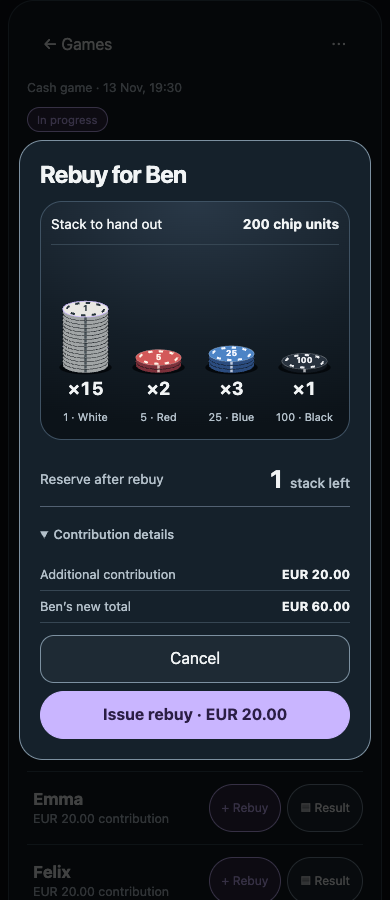 ← Games
···
Cash game · 13 Nov, 19:30
In progress
Rebuy for Ben
Stack to hand out 200 chip units
1 5 25 100
×15 ×2 ×3 ×1
1 · White 5 · Red 25 · Blue 100 · Black
Reserve after rebuy 1 stack left
▼ Contribution details
Additional contribution EUR 20.00
Ben's new total EUR 60.00
Cancel
Issue rebuy · EUR 20.00
Emma
EUR 20.00 contribution
+ Rebuy Result
Felix
EUR 20.00 contribution
+ Rebuy Result